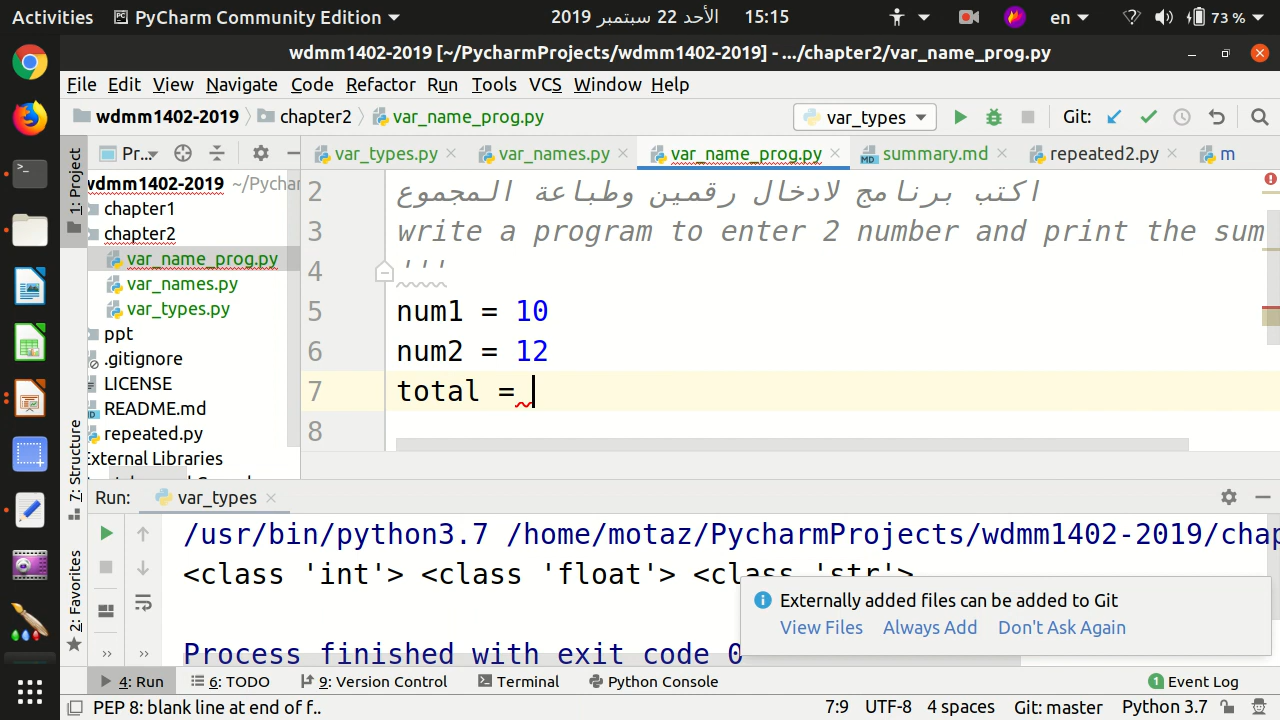 Activities PyCharm Community Edition الأحد 22 سبتمبر 2019 15:15 en 73 %
wdmm1402-2019 [~/PycharmProjects/wdmm1402-2019] - .../chapter2/var_name_prog.py
File Edit View Navigate Code Refactor Run Tools VCS Window Help
wdmm1402-2019 chapter2 var_name_prog.py var_types Git:
1: Project
Pr...
var_types.py var_names.py var_name_prog.py summary.md repeated2.py m
wdmm1402-2019 ~/Pychar
chapter1
chapter2
var_name_prog.py
var_names.py
var_types.py
ppt
.gitignore
LICENSE
README.md
repeated.py
External Libraries
2 اكتب برنامج لادخال رقمين وطباعة المجموع
3 write a program to enter 2 number and print the sum
4 '''
5 num1 = 10
6 num2 = 12
7 total =
8
7: Structure
2: Favorites
Run: var_types
/usr/bin/python3.7 /home/motaz/PycharmProjects/wdmm1402-2019/chap
<class 'int'> <class 'float'> <class 'str'>
Process finished with exit code 0
Externally added files can be added to Git
View Files Always Add Don't Ask Again
4: Run 6: TODO 9: Version Control Terminal Python Console 1 Event Log
PEP 8: blank line at end of f.. 7:9 UTF-8 4 spaces Git: master Python 3.7